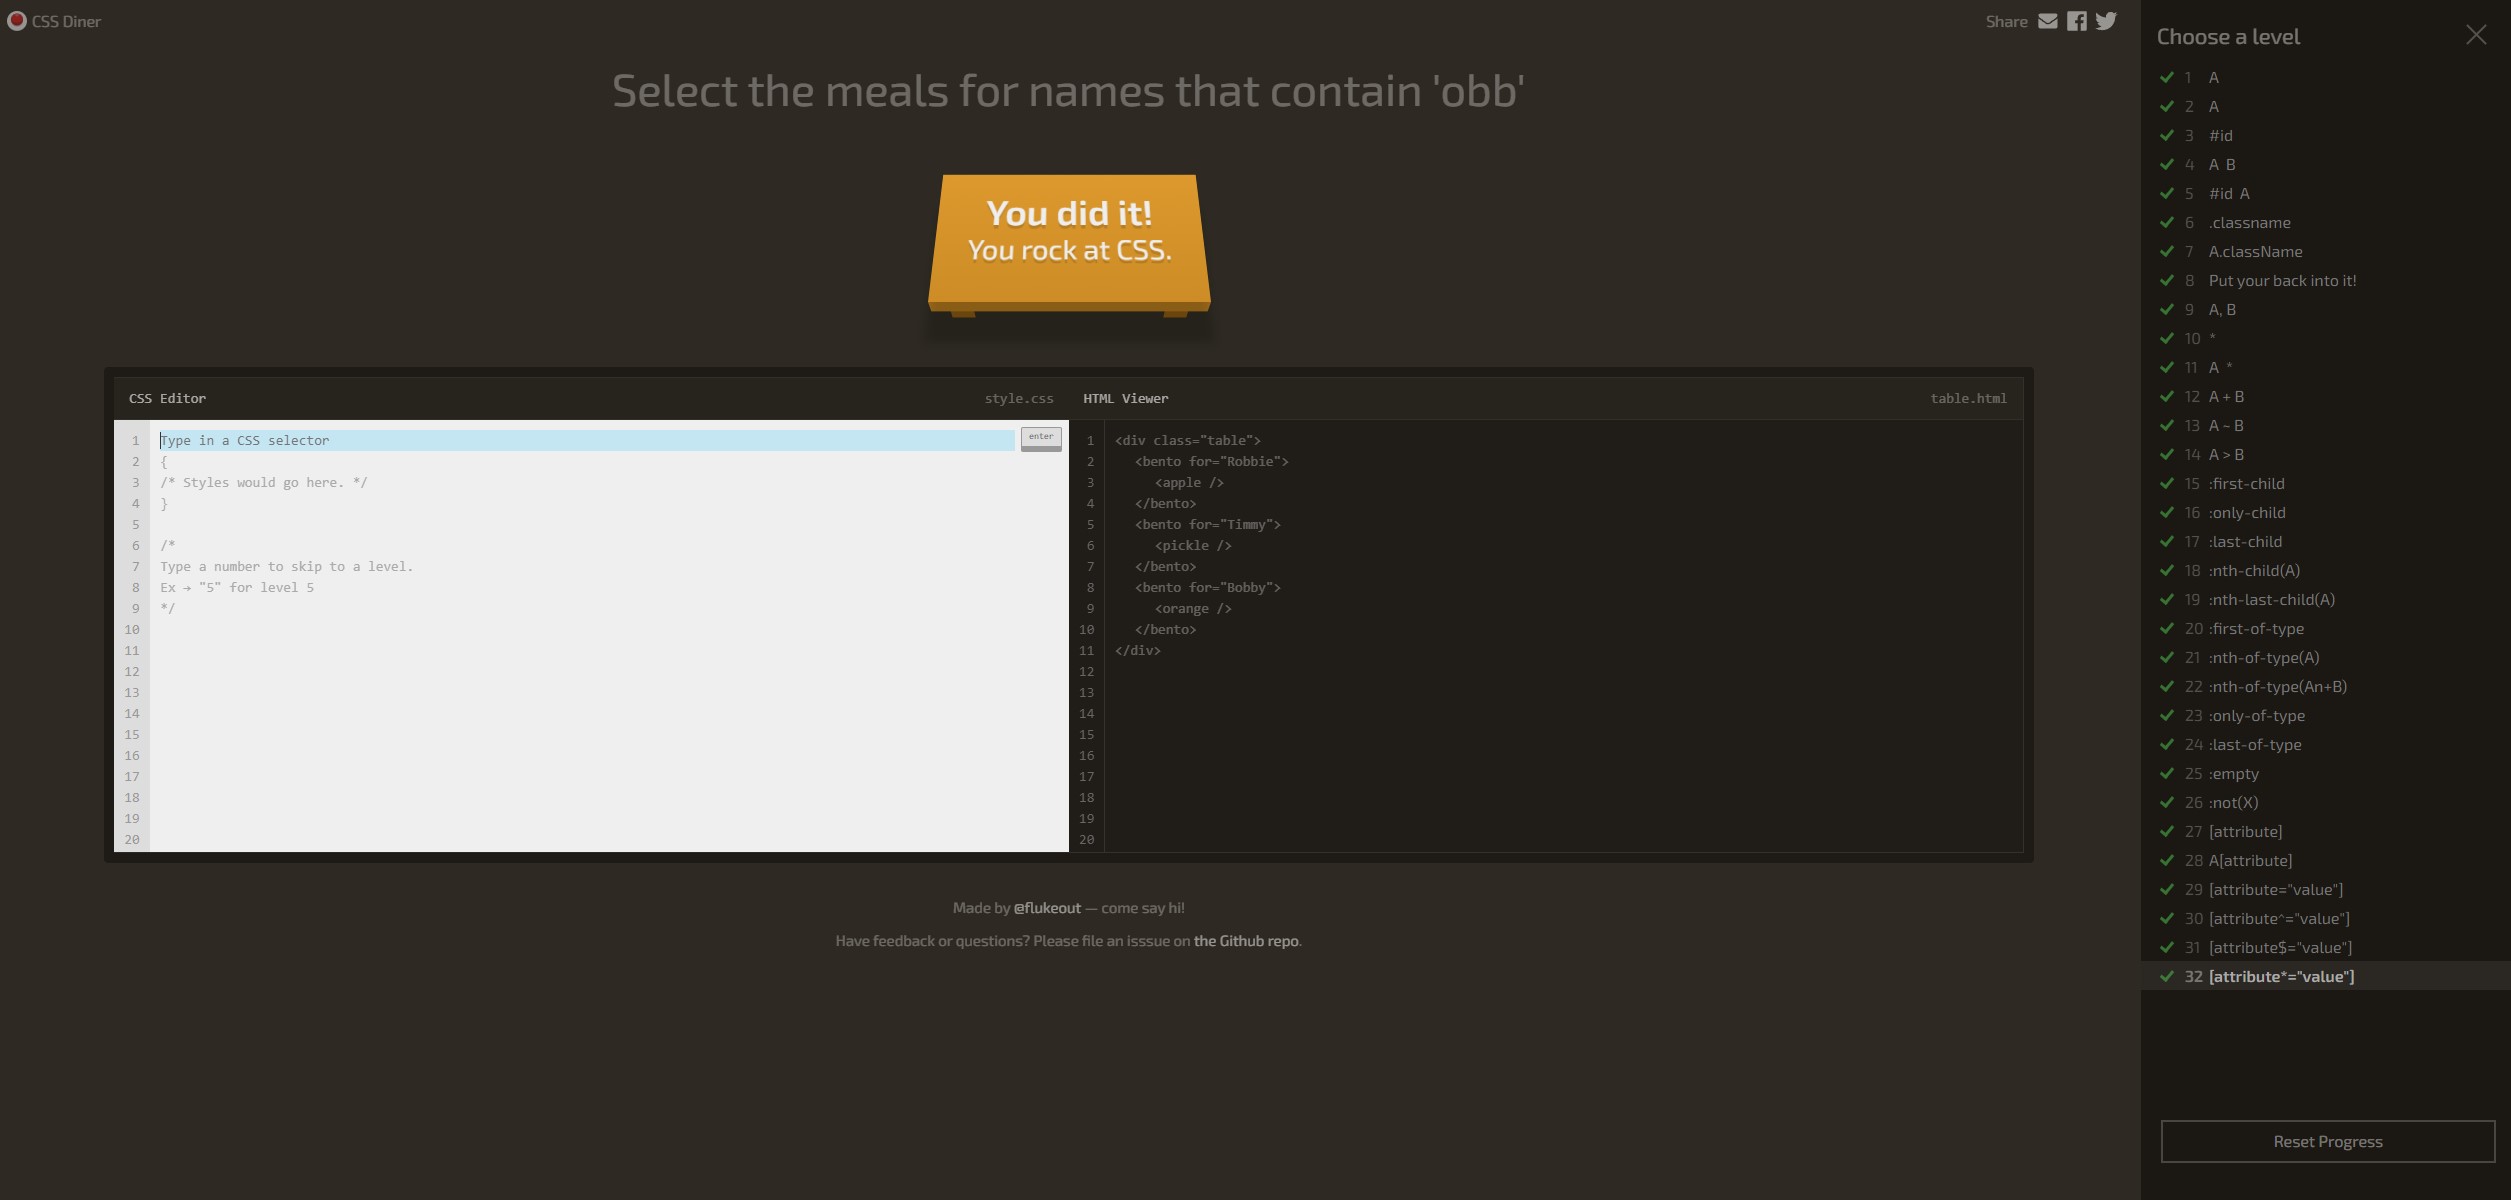 CSS Diner
Share
Select the meals for names that contain 'obb'
You did it!
You rock at CSS.
CSS Editor style.css
1 Type in a CSS selector enter
2 {
3 /* Styles would go here. */
4 }
5
6 /*
7 Type a number to skip to a level.
8 Ex → "5" for level 5
9 */
10
11
12
13
14
15
16
17
18
19
20
HTML Viewer table.html
1 <div class="table">
2 <bento for="Robbie">
3 <apple />
4 </bento>
5 <bento for="Timmy">
6 <pickle />
7 </bento>
8 <bento for="Bobby">
9 <orange />
10 </bento>
11 </div>
12
13
14
15
16
17
18
19
20
Made by @flukeout — come say hi!
Have feedback or questions? Please file an isssue on the Github repo.
Choose a level
1 A
2 A
3 #id
4 A B
5 #id A
6 .classname
7 A.className
8 Put your back into it!
9 A, B
10 *
11 A *
12 A + B
13 A ~ B
14 A > B
15 :first-child
16 :only-child
17 :last-child
18 :nth-child(A)
19 :nth-last-child(A)
20 :first-of-type
21 :nth-of-type(A)
22 :nth-of-type(An+B)
23 :only-of-type
24 :last-of-type
25 :empty
26 :not(X)
27 [attribute]
28 A[attribute]
29 [attribute="value"]
30 [attribute^="value"]
31 [attribute$="value"]
32 [attribute*="value"]
Reset Progress